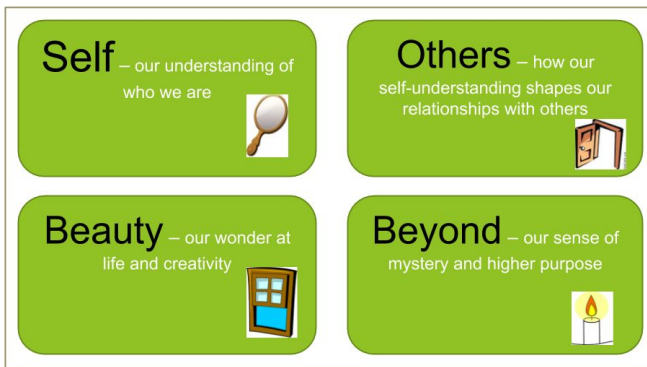 Self – our understanding of
who we are
Others – how our
self-understanding shapes our
relationships with others
Beauty – our wonder at
life and creativity
Beyond – our sense of
mystery and higher purpose